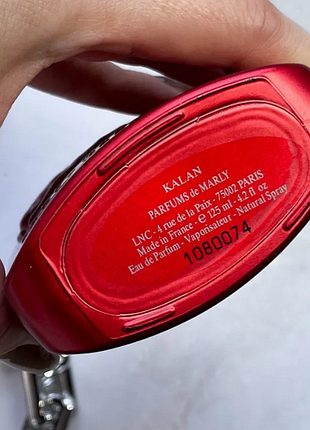 KALAN
PARFUMS de MARLY
LNC - 4 rue de la Paix - 75002 PARIS
Made in France - ℮ 125 ml - 4.2 fl. oz
Eau de Parfum - Vaporisateur - Natural Spray
1080074